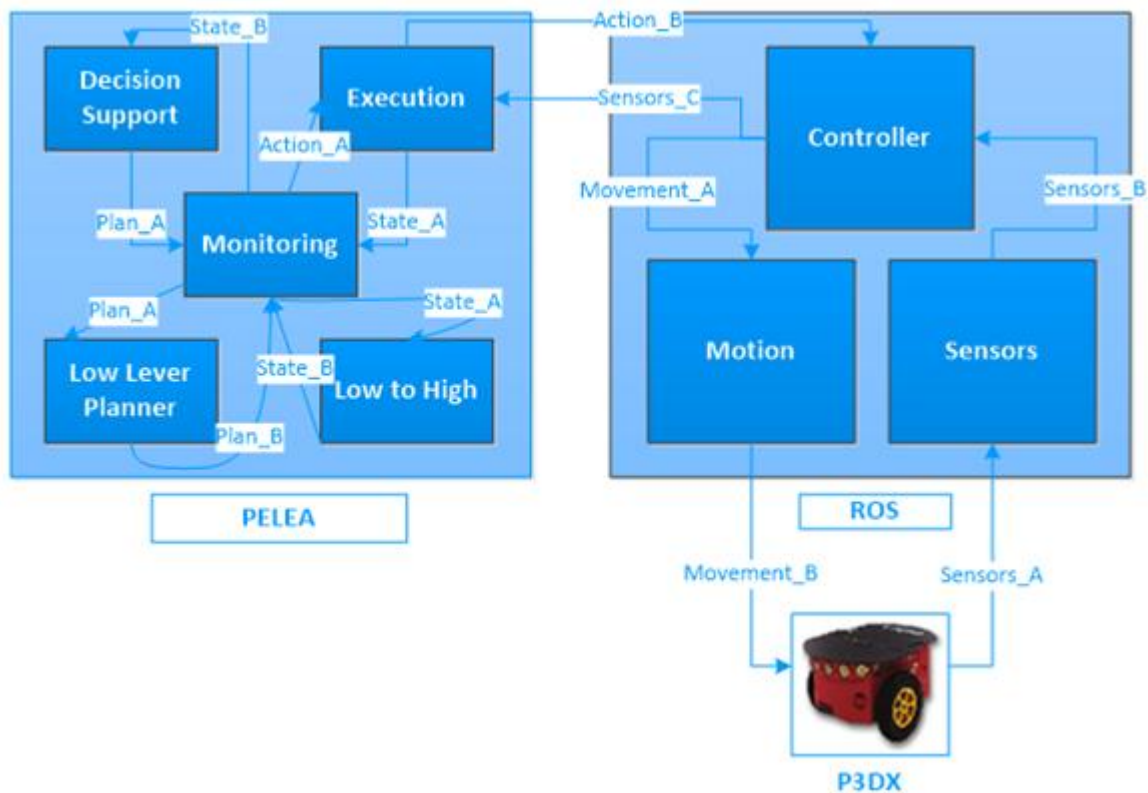 State_B
Action_B
Decision
Support
Execution
Sensors_C
Controller
Action_A
Movement_A
Sensors_B
Plan_A
Monitoring
State_A
Plan_A
State_A
Low Lever
Planner
State_B
Low to High
Motion
Sensors
Plan_B
PELEA
ROS
Movement_B
Sensors_A
P3DX